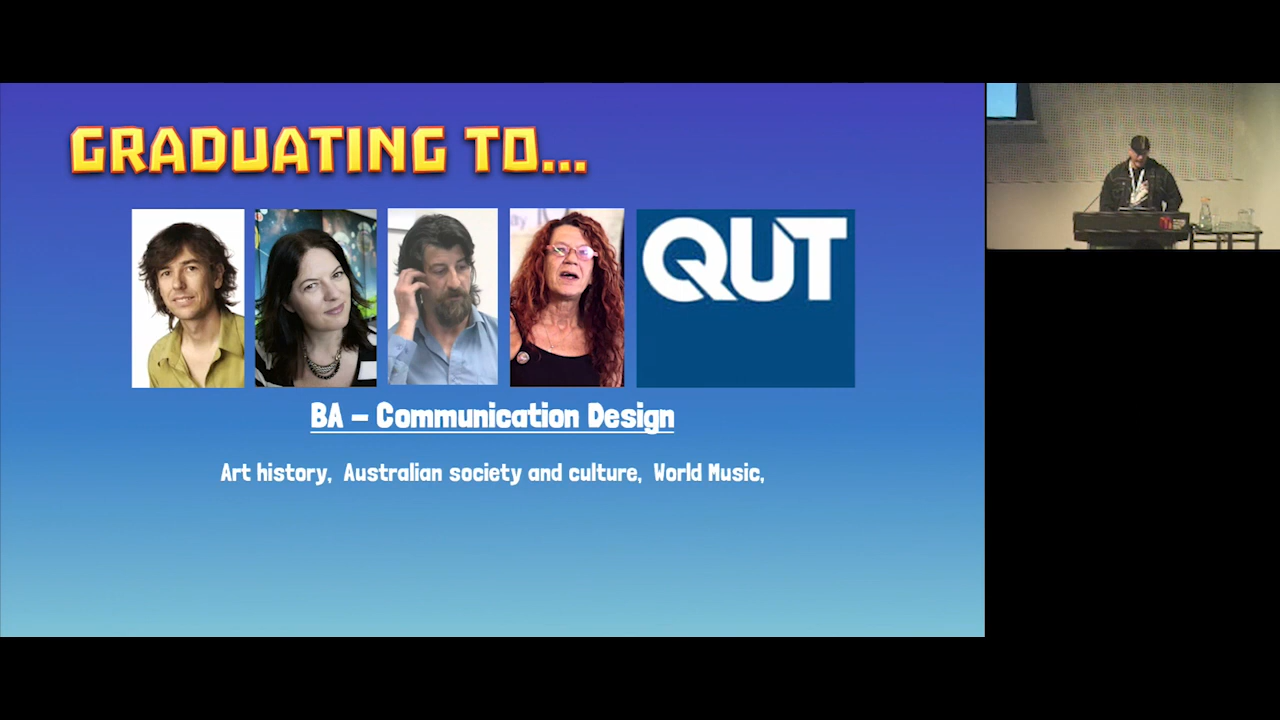 GRADUATING TO...
QUT
BA – Communication Design
Art history, Australian society and culture, World Music,